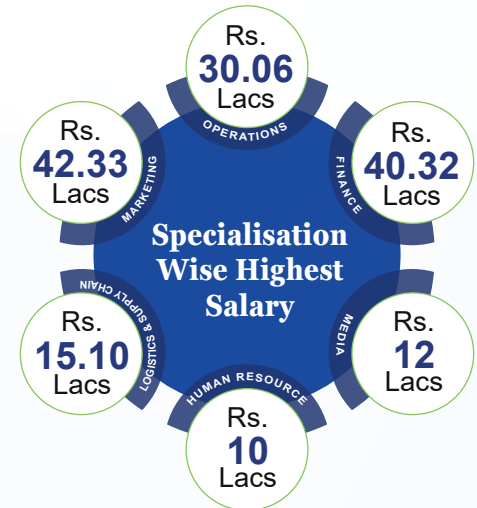 Rs.
30.06
Lacs
OPERATIONS
Rs.
42.33
Lacs
MARKETING
Rs.
40.32
Lacs
FINANCE
Specialisation
Wise Highest
Salary
Rs.
15.10
Lacs
LOGISTICS & SUPPLY CHAIN
Rs.
12
Lacs
MEDIA
HUMAN RESOURCE
Rs.
10
Lacs